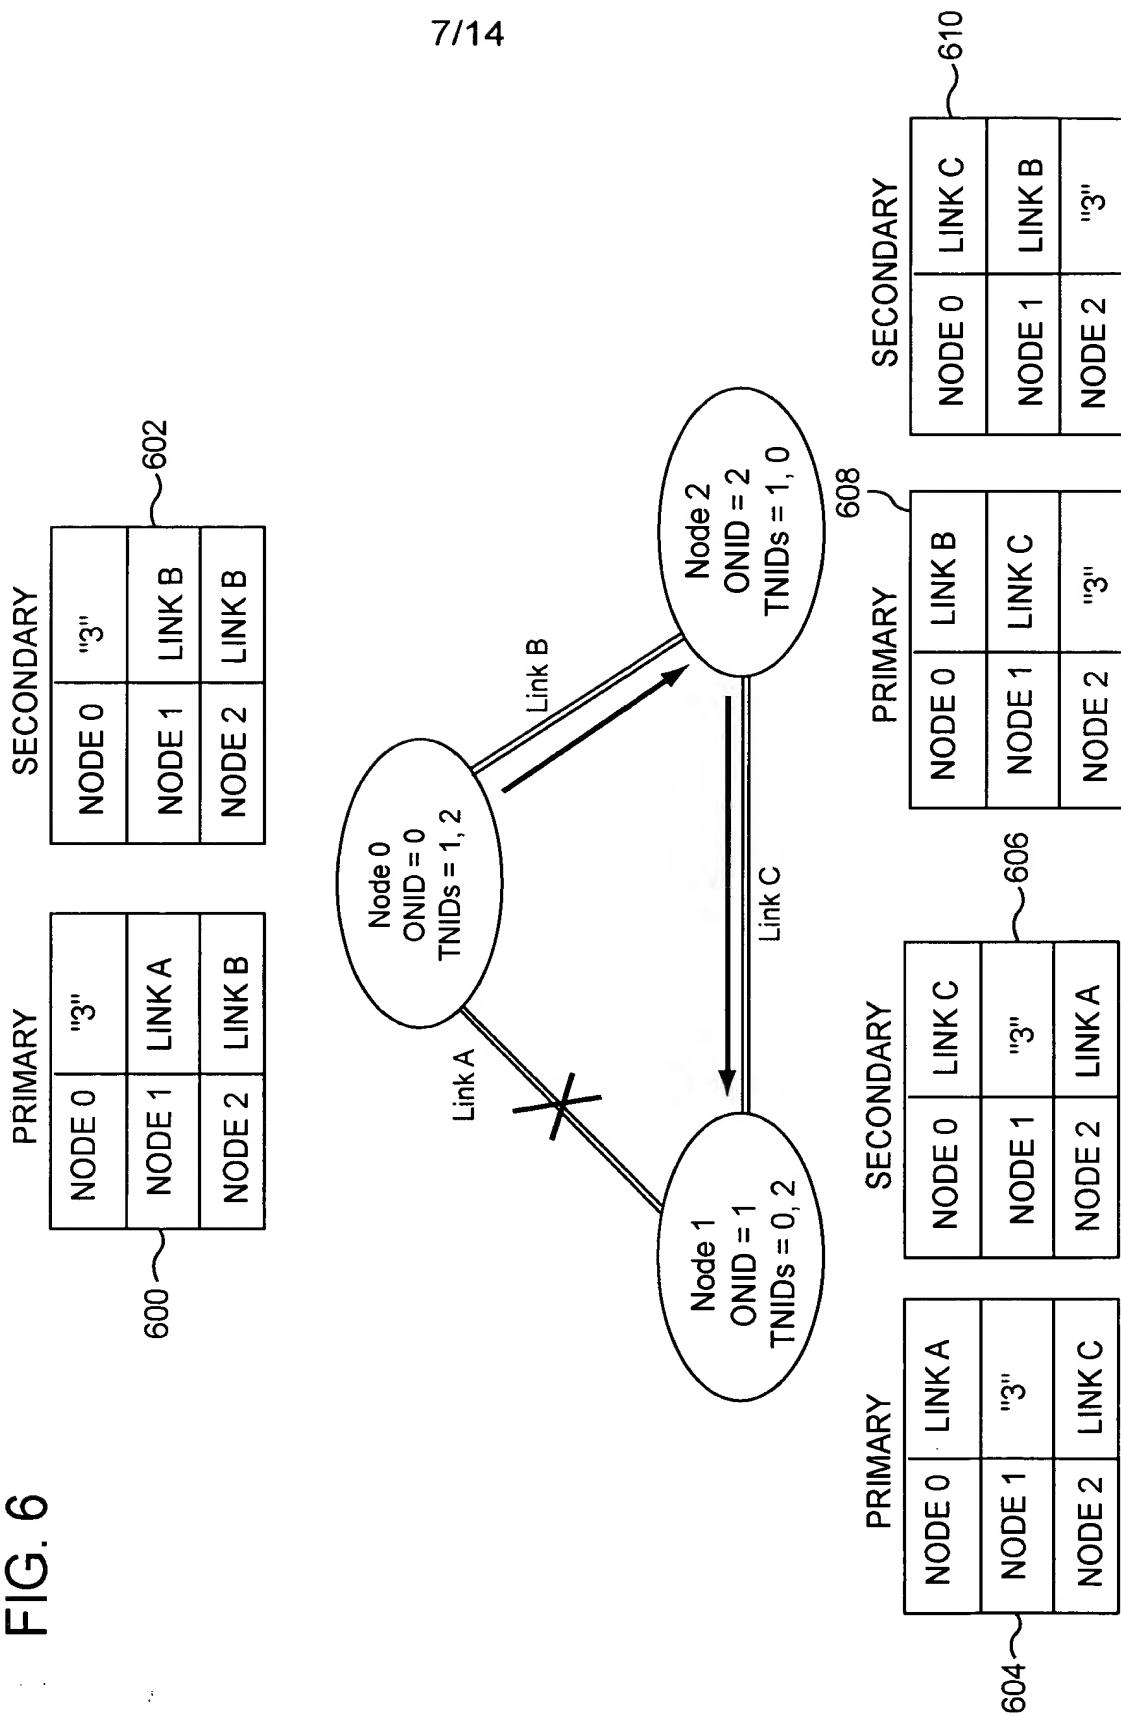 7/14
FIG. 6
PRIMARY
NODE 0 "3"
NODE 1 LINK A
NODE 2 LINK B
600
SECONDARY
NODE 0 "3"
NODE 1 LINK B
NODE 2 LINK B
602
Node 0
ONID = 0
TNIDs = 1, 2
Link A
Link B
Node 1
ONID = 1
TNIDs = 0, 2
Link C
Node 2
ONID = 2
TNIDs = 1, 0
PRIMARY
NODE 0 LINK A
NODE 1 "3"
NODE 2 LINK C
604
SECONDARY
NODE 0 LINK C
NODE 1 "3"
NODE 2 LINK A
606
PRIMARY
NODE 0 LINK B
NODE 1 LINK C
NODE 2 "3"
608
SECONDARY
NODE 0 LINK C
NODE 1 LINK B
NODE 2 "3"
610